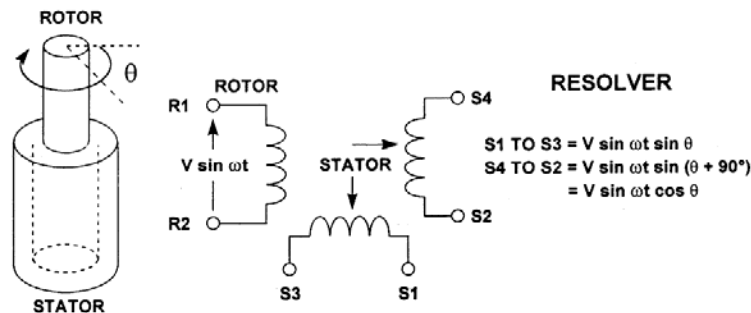 ROTOR
θ
STATOR
ROTOR
R1
V sin ωt
R2
STATOR
S4
S2
S3
S1
RESOLVER
S1 TO S3 = V sin ωt sin θ
S4 TO S2 = V sin ωt sin (θ + 90°)
= V sin ωt cos θ